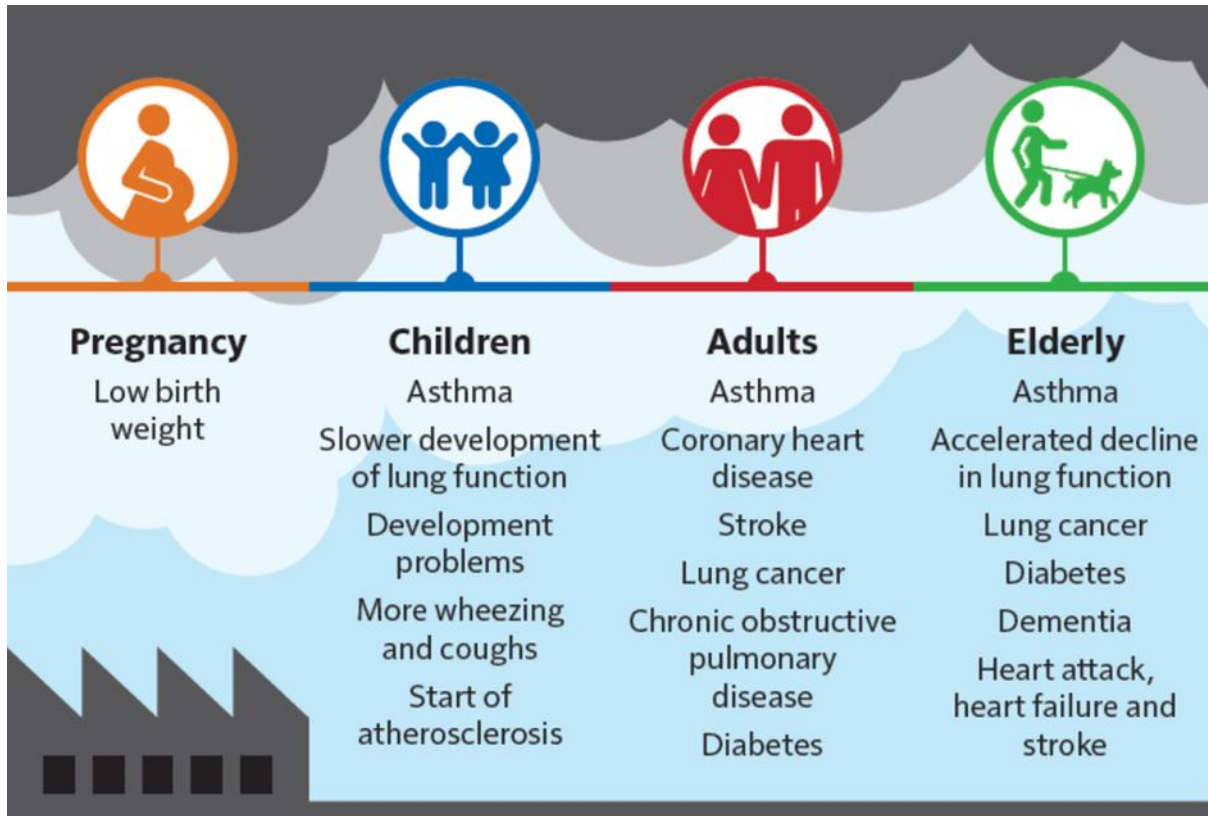 Pregnancy
Low birth
weight
Children
Asthma
Slower development
of lung function
Development
problems
More wheezing
and coughs
Start of
atherosclerosis
Adults
Asthma
Coronary heart
disease
Stroke
Lung cancer
Chronic obstructive
pulmonary
disease
Diabetes
Elderly
Asthma
Accelerated decline
in lung function
Lung cancer
Diabetes
Dementia
Heart attack,
heart failure and
stroke